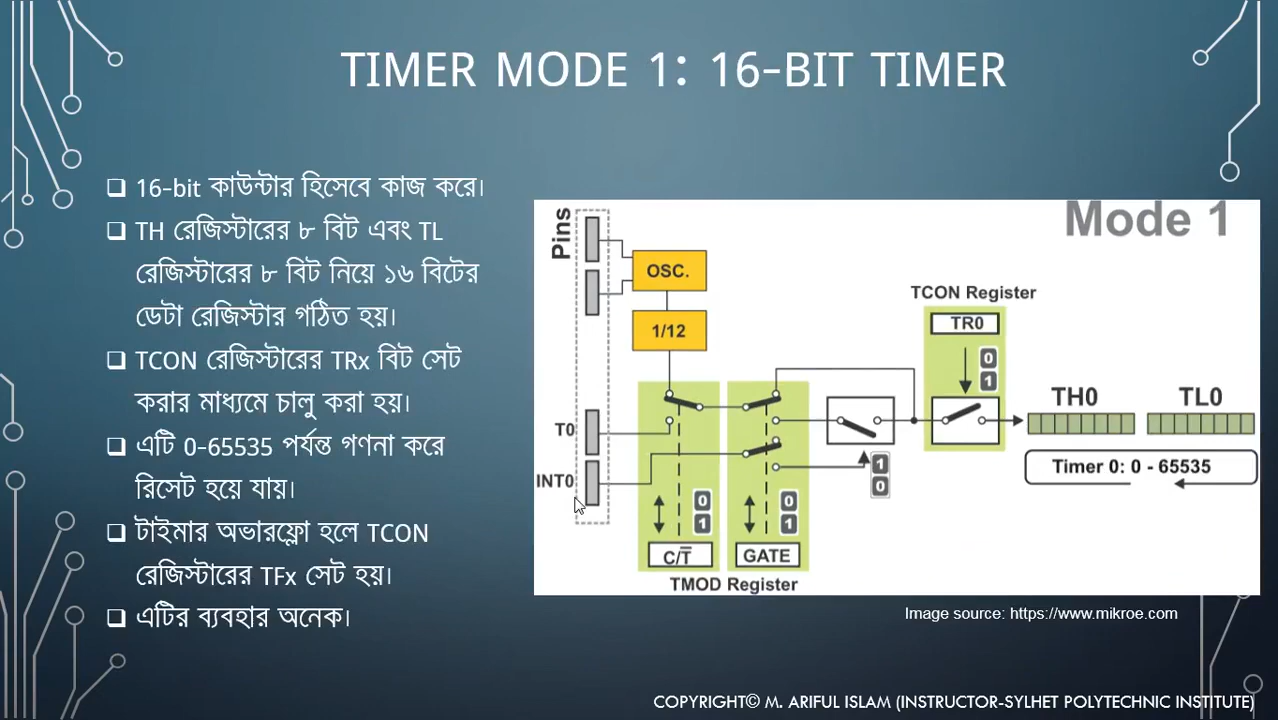 TIMER MODE 1: 16-BIT TIMER
16-bit কাউন্টার হিসেবে কাজ করে।
TH রেজিস্টারের ৮ বিট এবং TL
রেজিস্টারের ৮ বিট নিয়ে ১৬ বিটের
ডেটা রেজিস্টার গঠিত হয়।
TCON রেজিস্টারের TRx বিট সেট
করার মাধ্যমে চালু করা হয়।
এটি 0-65535 পর্যন্ত গণনা করে
রিসেট হয়ে যায়।
টাইমার অভারফ্লো হলে TCON
রেজিস্টারের TFx সেট হয়।
এটির ব্যবহার অনেক।
Mode 1
Pins
OSC.
1/12
TCON Register
TR0
0
1
TH0 TL0
T0
INT0
Timer 0: 0 - 65535
1
0
0
1
0
1
C/T̅
GATE
TMOD Register
Image source: https://www.mikroe.com
COPYRIGHT© M. ARIFUL ISLAM (INSTRUCTOR-SYLHET POLYTECHNIC INSTITUTE)